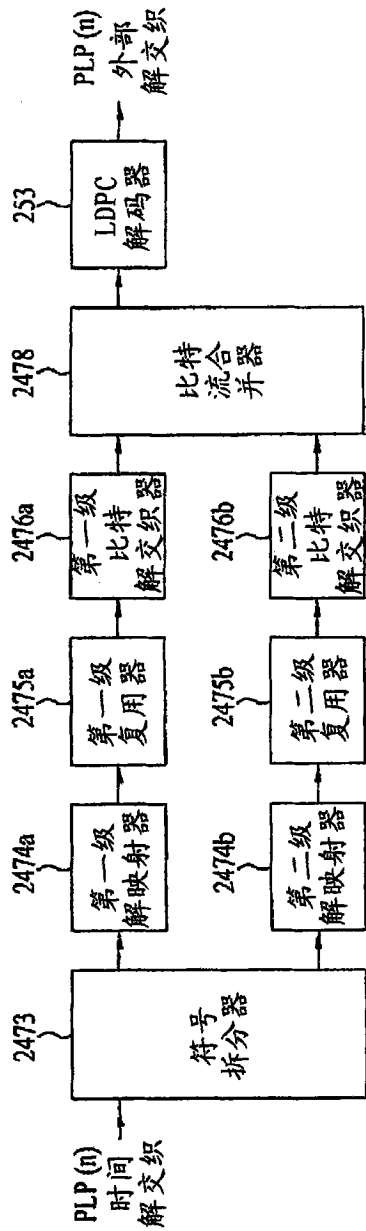 PLP(n)
时间
解交织
2473
符号
拆分器
2474a
第一级
解映射器
2475a
第一级
复用器
2476a
第一级
比特
解交织器
2474b
第二级
解映射器
2475b
第二级
复用器
2476b
第二级
比特
解交织器
2478
比特
流合器
并
253
LDPC
解码器
PLP(n)
外部
解交织